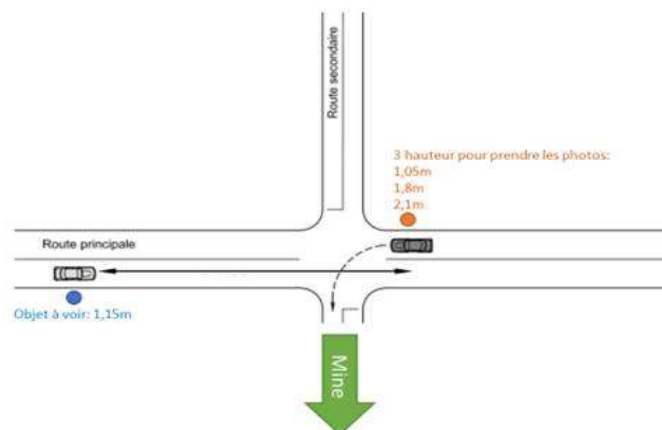 Route secondaire
3 hauteur pour prendre les photos:
1,05m
1,8m
2,1m
Route principale
Objet à voir: 1,15m
Mine